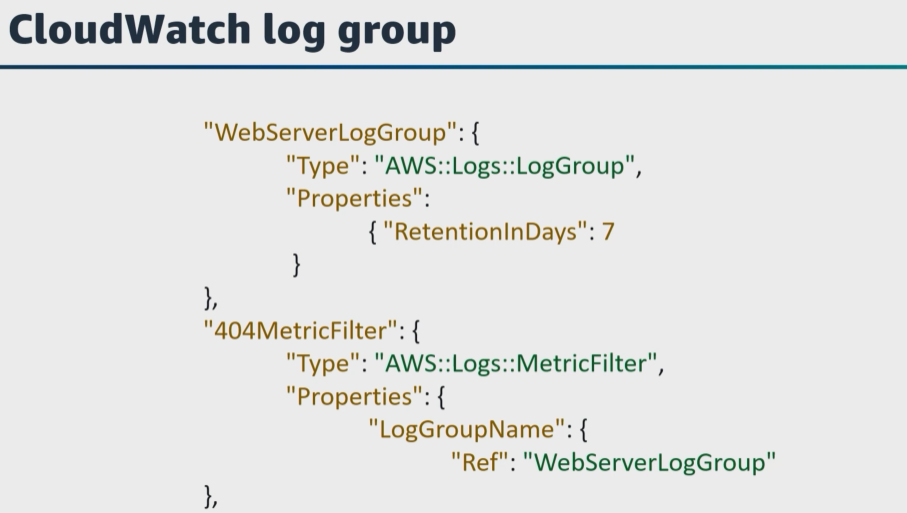 CloudWatch log group
"WebServerLogGroup": {
"Type": "AWS::Logs::LogGroup",
"Properties":
{ "RetentionInDays": 7
}
},
"404MetricFilter": {
"Type": "AWS::Logs::MetricFilter",
"Properties": {
"LogGroupName": {
"Ref": "WebServerLogGroup"
},